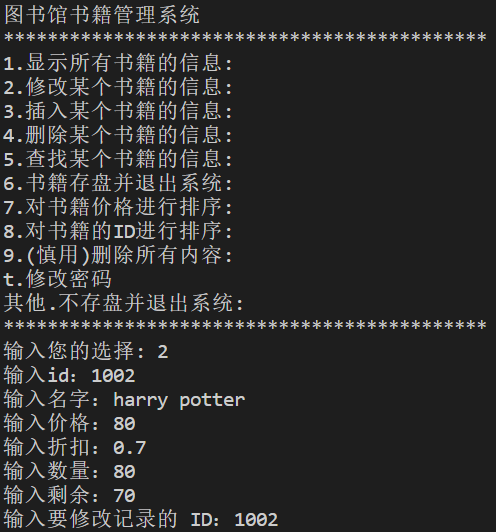 图书馆书籍管理系统
********************************************
1.显示所有书籍的信息:
2.修改某个书籍的信息:
3.插入某个书籍的信息:
4.删除某个书籍的信息:
5.查找某个书籍的信息:
6.书籍存盘并退出系统:
7.对书籍价格进行排序:
8.对书籍的ID进行排序:
9.(慎用)删除所有内容:
t.修改密码
其他.不存盘并退出系统:
********************************************
输入您的选择: 2
输入id: 1002
输入名字: harry potter
输入价格: 80
输入折扣: 0.7
输入数量: 80
输入剩余: 70
输入要修改记录的 ID: 1002